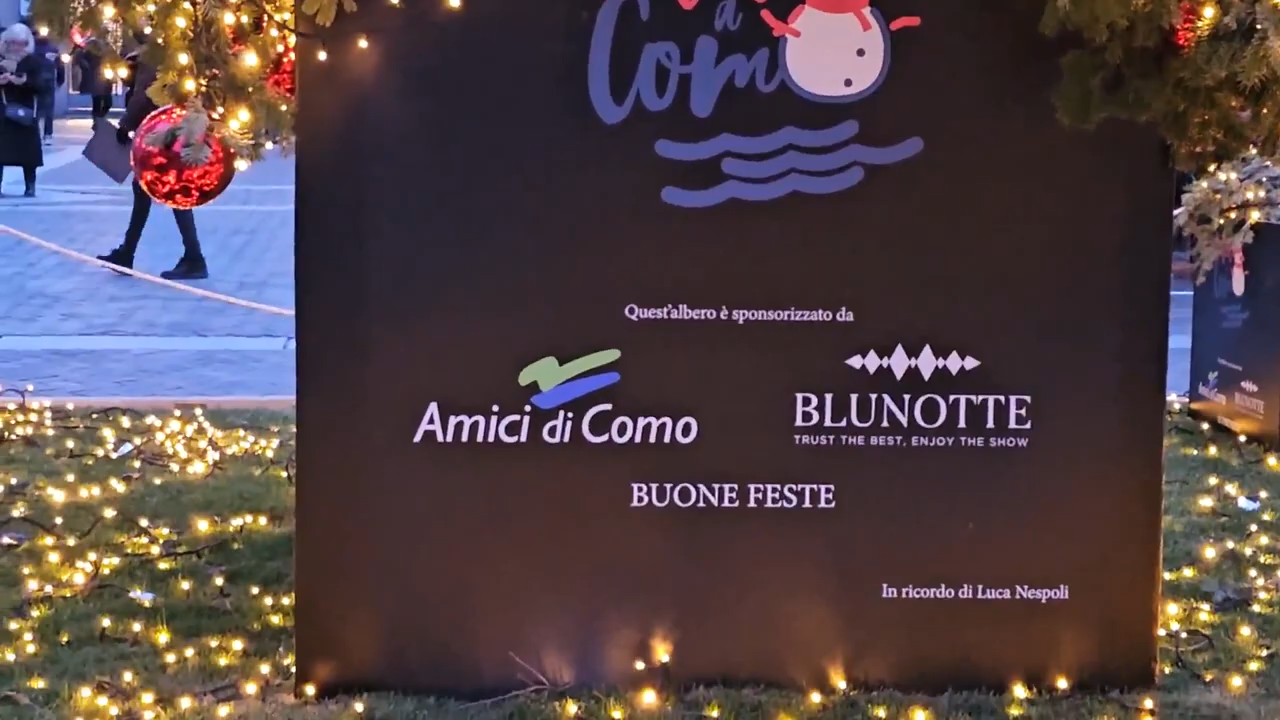 a
Como
Quest'albero è sponsorizzato da
Amici di Como
BLUNOTTE
TRUST THE BEST, ENJOY THE SHOW
BUONE FESTE
In ricordo di Luca Nespoli